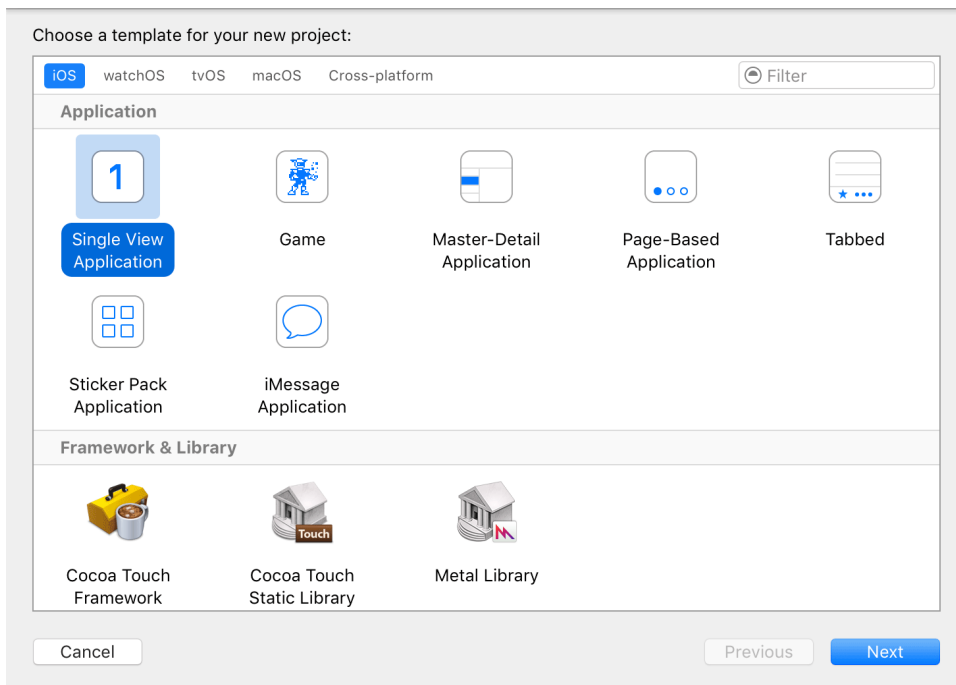 Choose a template for your new project:
iOS watchOS tvOS macOS Cross-platform Filter
Application
1
Single View Application
Game
Master-Detail Application
Page-Based Application
Tabbed
Sticker Pack Application
iMessage Application
Framework & Library
Touch
Cocoa Touch Framework
Cocoa Touch Static Library
Metal Library
Cancel Previous Next